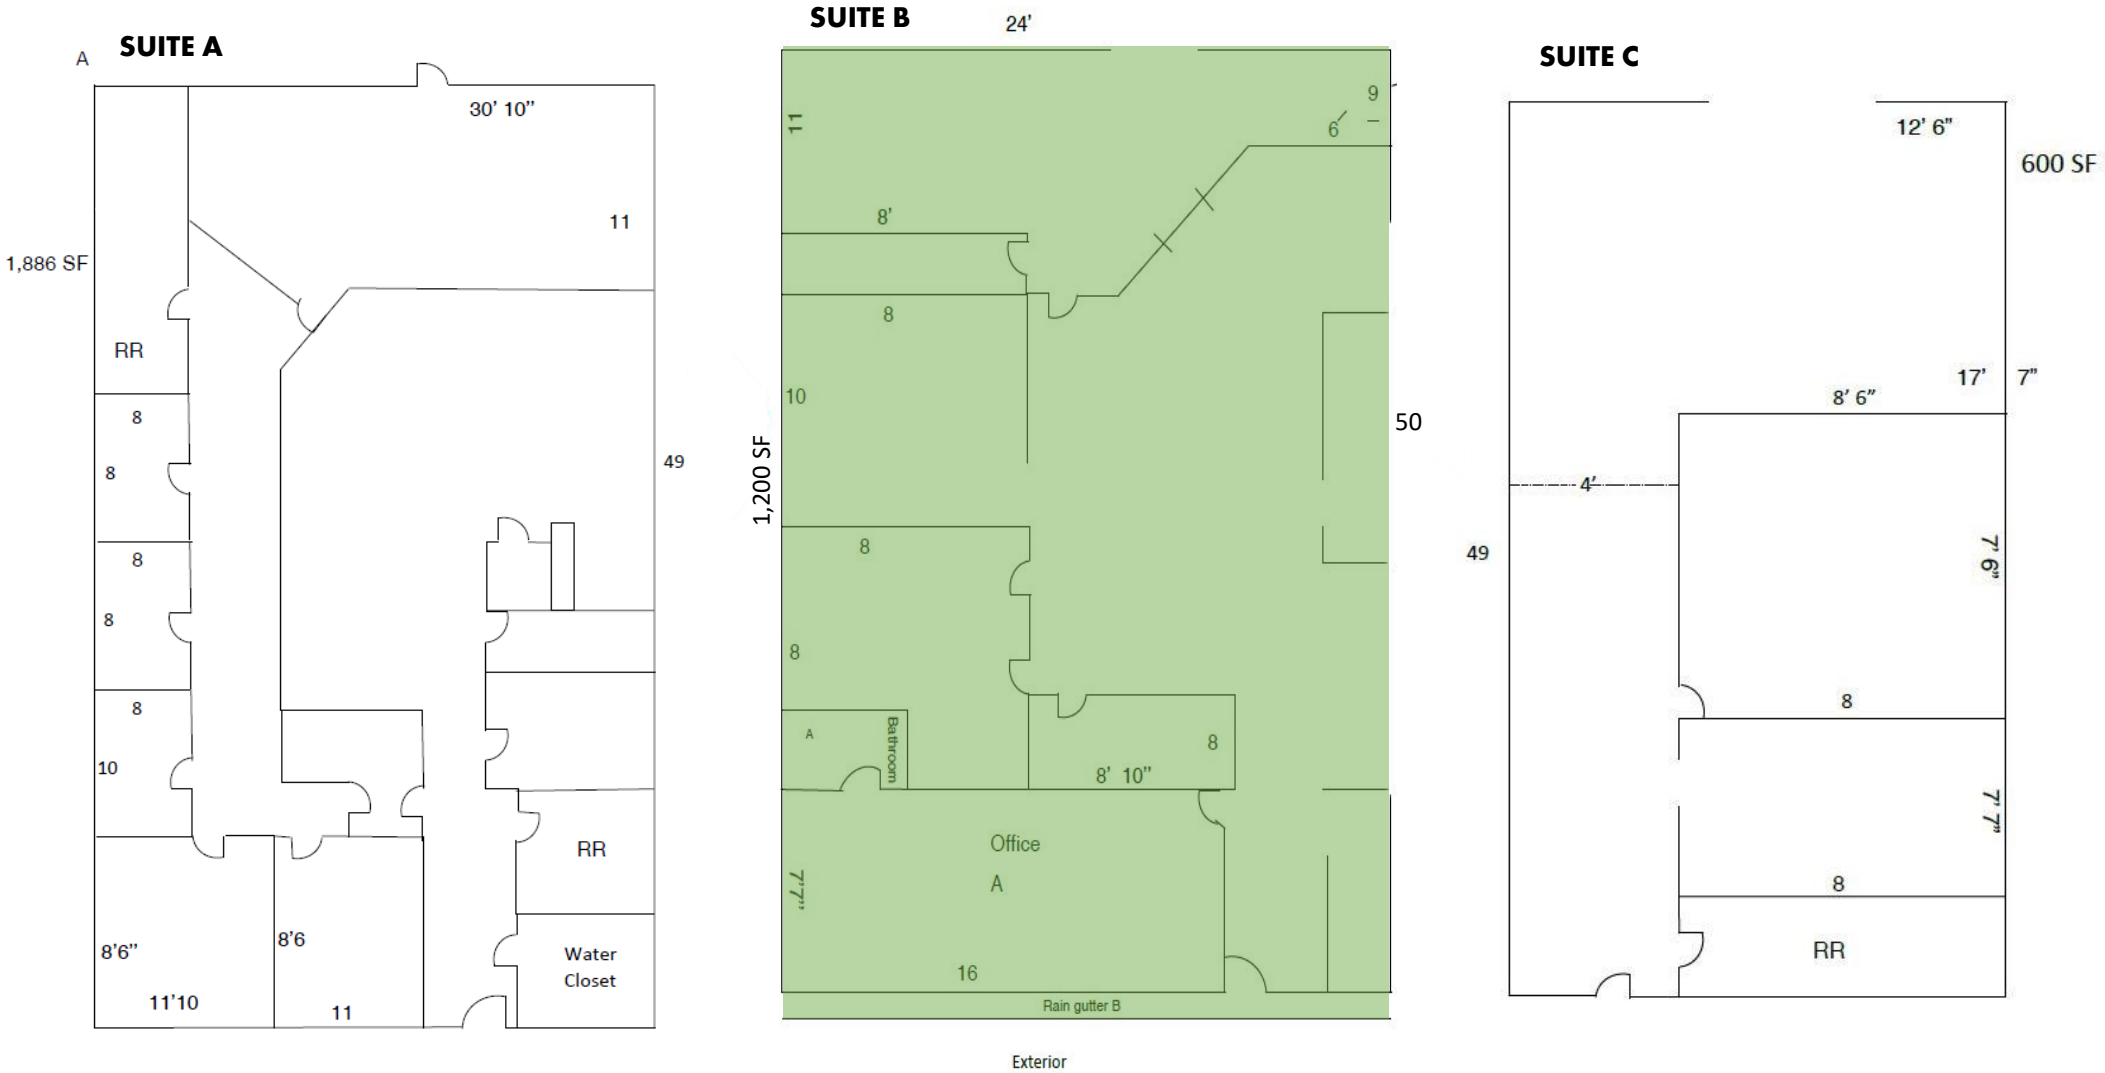 SUITE A
A
30' 10"
11
1,886 SF
RR
8
8
8
8
8
10
49
8'6"
11'10
8'6
11
RR
Water
Closet
SUITE B
24'
11
9
6
8'
8
10
1,200 SF
50
8
8
A
Bathroom
8
8' 10"
Office
A
7'7"
16
Rain gutter B
Exterior
SUITE C
12' 6"
600 SF
17' 7"
8' 6"
4'
49
7' 6"
8
7' 7"
8
RR